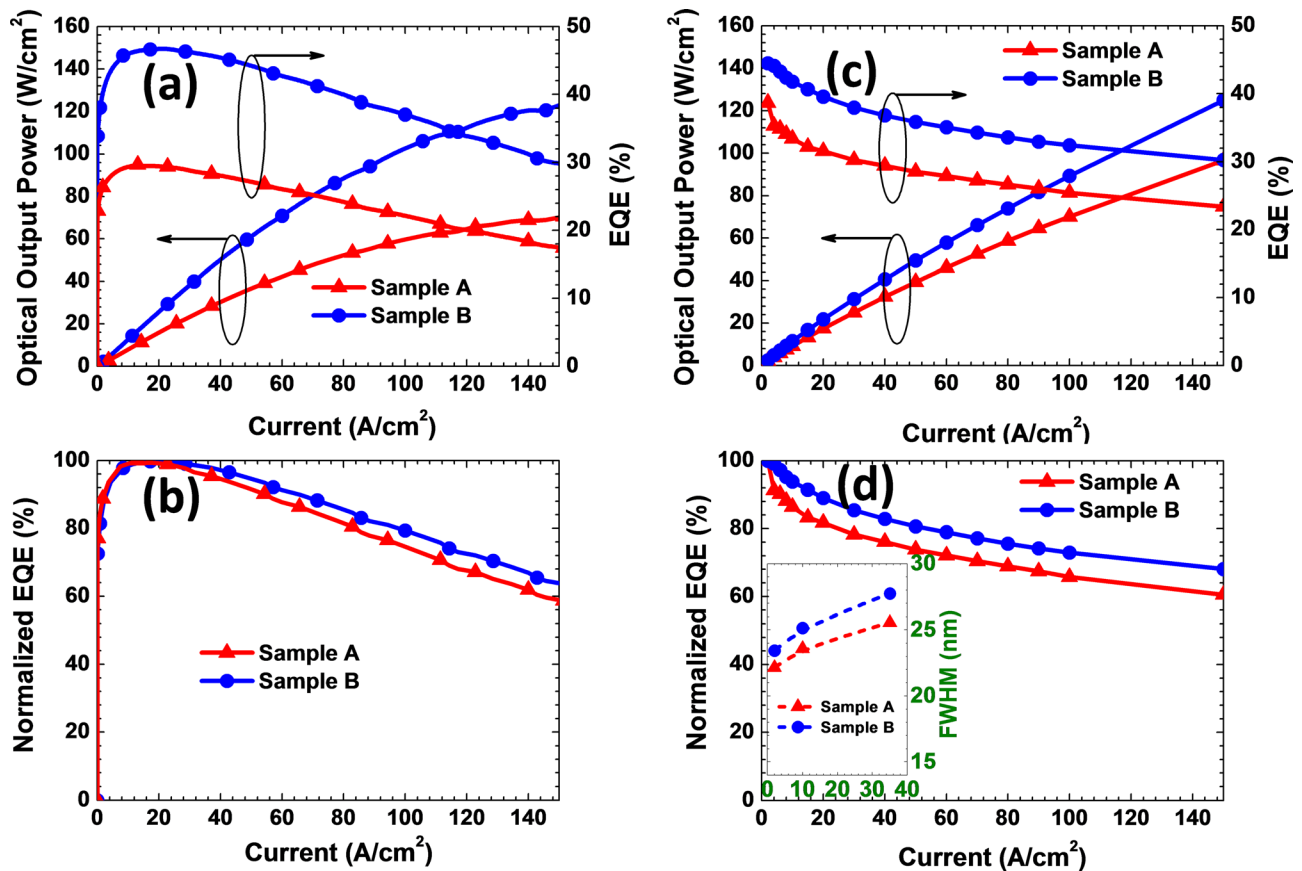 (a)
Optical Output Power (W/cm²)
160
140
120
100
80
60
40
20
0
50
40
30
20
10
0
EQE (%)
Sample A
Sample B
0 20 40 60 80 100 120 140
Current (A/cm²)
(c)
Optical Output Power (W/cm²)
160
140
120
100
80
60
40
20
0
50
40
30
20
10
0
EQE (%)
Sample A
Sample B
0 20 40 60 80 100 120 140
Current (A/cm²)
(b)
Normalized EQE (%)
100
80
60
40
20
0
Sample A
Sample B
0 20 40 60 80 100 120 140
Current (A/cm²)
(d)
Normalized EQE (%)
100
80
60
40
20
0
Sample A
Sample B
30
25
20
15
FWHM (nm)
Sample A
Sample B
0 10 20 30 40
0 20 40 60 80 100 120 140
Current (A/cm²)